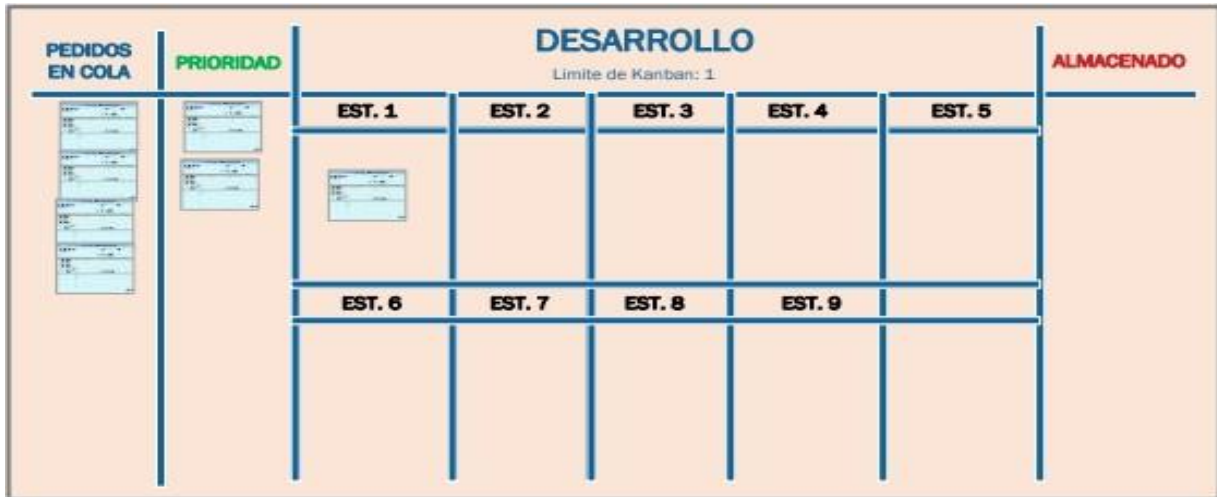 PEDIDOS
EN COLA
PRIORIDAD
DESARROLLO
Limite de Kanban: 1
ALMACENADO
EST. 1
EST. 2
EST. 3
EST. 4
EST. 5
EST. 6
EST. 7
EST. 8
EST. 9